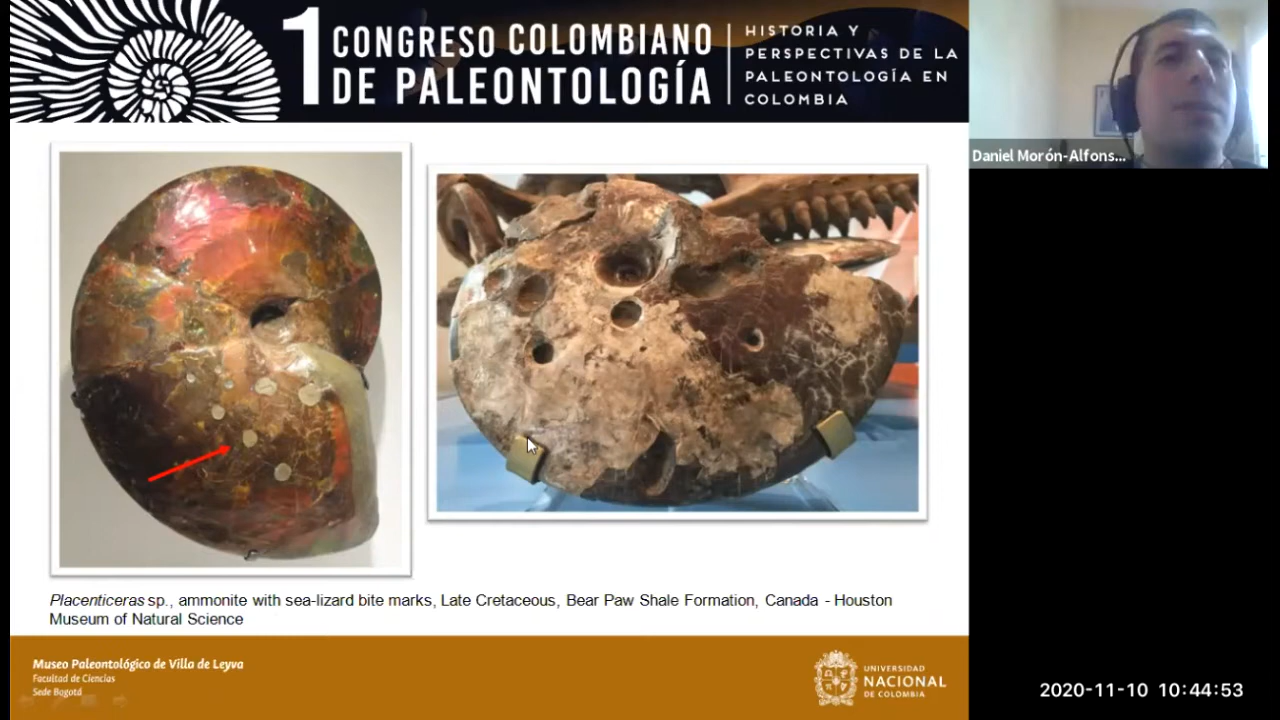 1 CONGRESO COLOMBIANO
DE PALEONTOLOGÍA
HISTORIA Y
PERSPECTIVAS DE LA
PALEONTOLOGÍA EN
COLOMBIA
Daniel Morón-Alfons...
Placenticeras sp., ammonite with sea-lizard bite marks, Late Cretaceous, Bear Paw Shale Formation, Canada - Houston
Museum of Natural Science
Museo Paleontológico de Villa de Leyva
Facultad de Ciencias
Sede Bogotá
UNIVERSIDAD
NACIONAL
DE COLOMBIA
2020-11-10 10:44:53